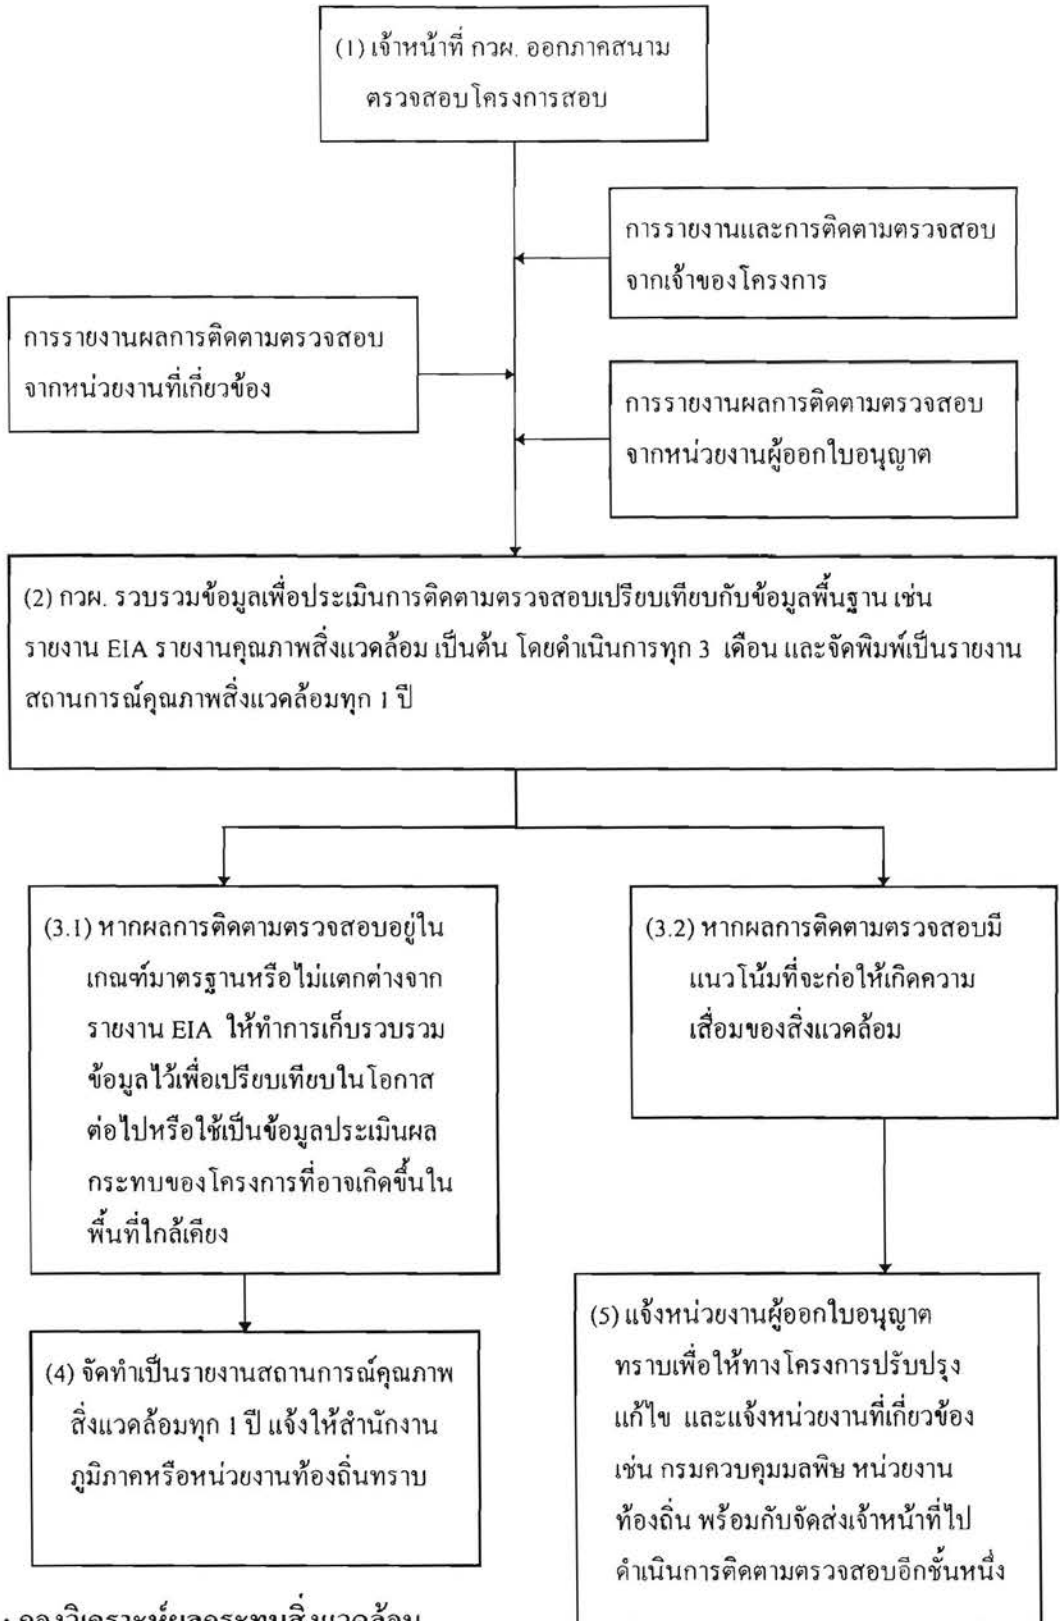 (1) เจ้าหน้าที่ กวผ. ออกภาคสนาม
ตรวจสอบโครงการสอบ
การรายงานและการติดตามตรวจสอบ
จากเจ้าของโครงการ
การรายงานผลการติดตามตรวจสอบ
จากหน่วยงานที่เกี่ยวข้อง
การรายงานผลการติดตามตรวจสอบ
จากหน่วยงานผู้ออกใบอนุญาต
(2) กวผ. รวบรวมข้อมูลเพื่อประเมินการติดตามตรวจสอบเปรียบเทียบกับข้อมูลพื้นฐาน เช่น
รายงาน EIA รายงานคุณภาพสิ่งแวดล้อม เป็นต้น โดยดำเนินการทุก 3 เดือน และจัดพิมพ์เป็นรายงาน
สถานการณ์คุณภาพสิ่งแวดล้อมทุก 1 ปี
(3.1) หากผลการติดตามตรวจสอบอยู่ใน
เกณฑ์มาตรฐานหรือไม่แตกต่างจาก
รายงาน EIA ให้ทำการเก็บรวบรวม
ข้อมูลไว้เพื่อเปรียบเทียบในโอกาส
ต่อไปหรือใช้เป็นข้อมูลประเมินผล
กระทบของโครงการที่อาจเกิดขึ้นใน
พื้นที่ใกล้เคียง
(3.2) หากผลการติดตามตรวจสอบมี
แนวโน้มที่จะก่อให้เกิดความ
เสื่อมของสิ่งแวดล้อม
(4) จัดทำเป็นรายงานสถานการณ์คุณภาพ
สิ่งแวดล้อมทุก 1 ปี แจ้งให้สำนักงาน
ภูมิภาคหรือหน่วยงานท้องถิ่นทราบ
(5) แจ้งหน่วยงานผู้ออกใบอนุญาต
ทราบเพื่อให้ทางโครงการปรับปรุง
แก้ไข และแจ้งหน่วยงานที่เกี่ยวข้อง
เช่น กรมควบคุมมลพิษ หน่วยงาน
ท้องถิ่น พร้อมกับจัดส่งเจ้าหน้าที่ไป
ดำเนินการติดตามตรวจสอบอีกชั้นหนึ่ง
: กองวิเคราะห์ผลกระทบสิ่งแวดล้อม